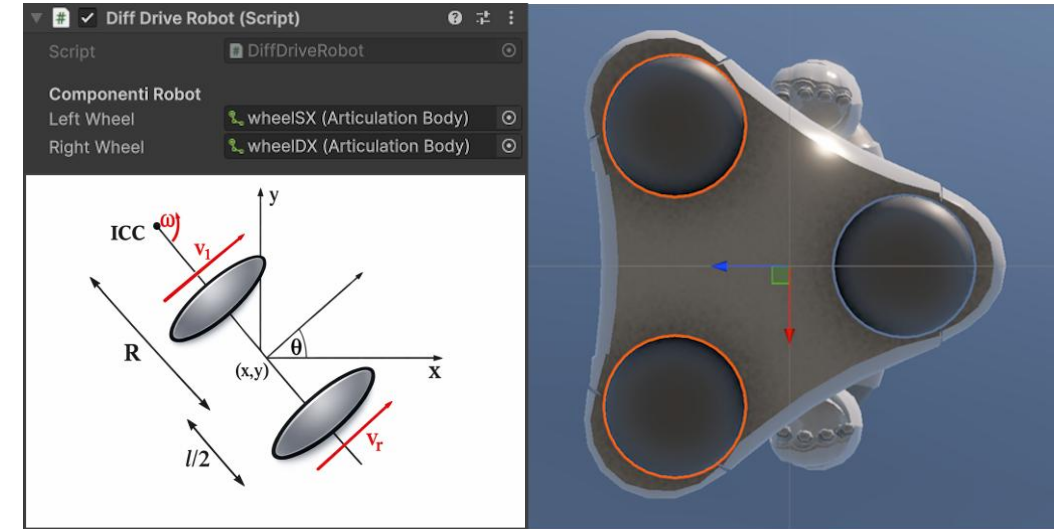 Diff Drive Robot (Script)
Script DiffDriveRobot
Componenti Robot
Left Wheel wheelSX (Articulation Body)
Right Wheel wheelDX (Articulation Body)
y
ICC ω
v₁
R
θ
(x,y) x
l/2
vᵣ